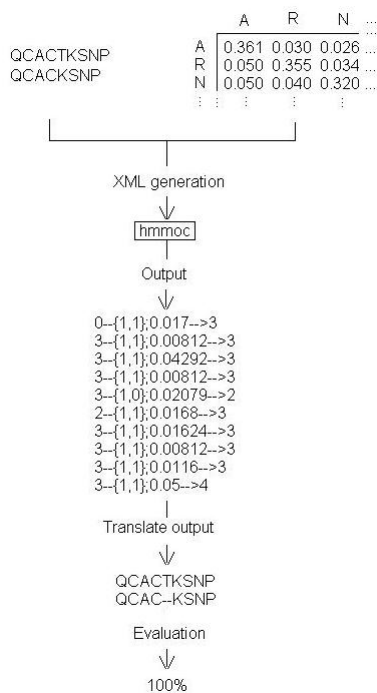 QCACTKSNP
QCACKSNP
A R N ...
...
A 0.361 0.030 0.026 ...
R 0.050 0.355 0.034 ...
N 0.050 0.040 0.320 ...
XML generation
hmmoc
Output
0--{1,1};0.017-->3
3--{1,1};0.00812-->3
3--{1,1};0.04292-->3
3--{1,1};0.00812-->3
3--{1,0};0.02079-->2
2--{1,1};0.0168-->3
3--{1,1};0.01624-->3
3--{1,1};0.00812-->3
3--{1,1};0.0116-->3
3--{1,1};0.05-->4
Translate output
QCACTKSNP
QCAC--KSNP
Evaluation
100%